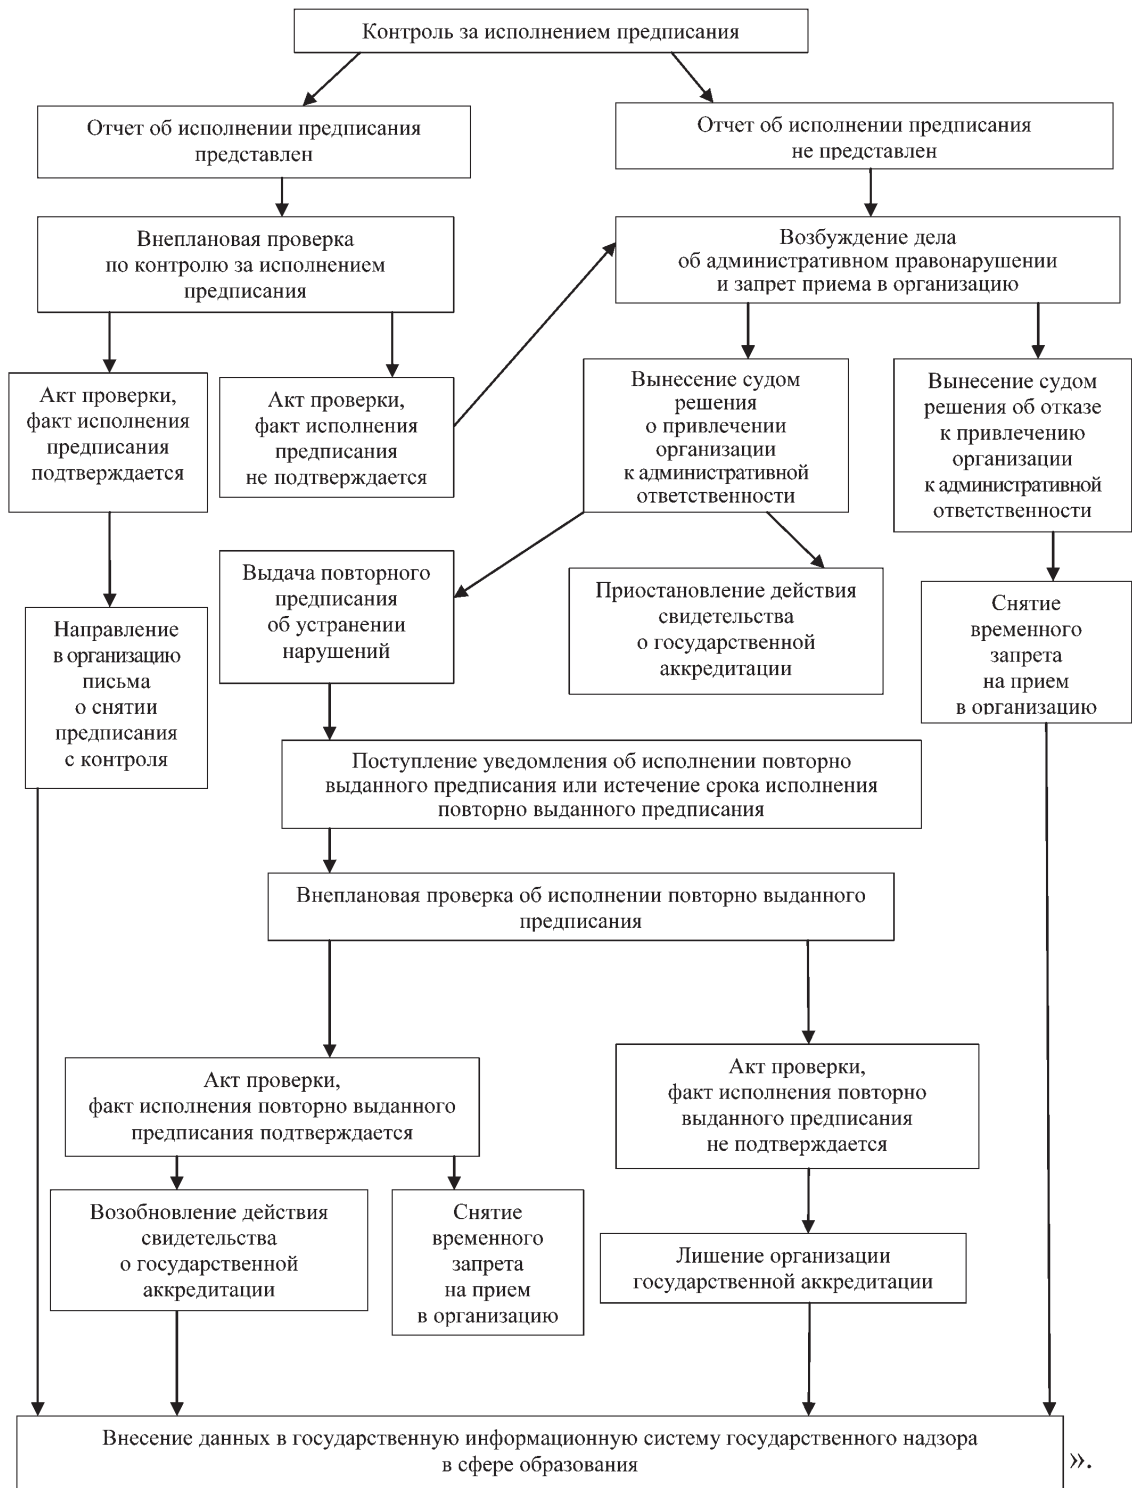 Контроль за исполнением предписания
Отчет об исполнении предписания
представлен
Отчет об исполнении предписания
не представлен
Внеплановая проверка
по контролю за исполнением
предписания
Возбуждение дела
об административном правонарушении
и запрет приема в организацию
Акт проверки,
факт исполнения
предписания
подтверждается
Акт проверки,
факт исполнения
предписания
не подтверждается
Вынесение судом
решения
о привлечении
организации
к административной
ответственности
Вынесение судом
решения об отказе
к привлечению
организации
к административной
ответственности
Направление
в организацию
письма
о снятии
предписания
с контроля
Выдача повторного
предписания
об устранении
нарушений
Приостановление действия
свидетельства
о государственной
аккредитации
Снятие
временного
запрета
на прием
в организацию
Поступление уведомления об исполнении повторно
выданного предписания или истечение срока исполнения
повторно выданного предписания
Внеплановая проверка об исполнении повторно выданного
предписания
Акт проверки,
факт исполнения повторно выданного
предписания подтверждается
Акт проверки,
факт исполнения повторно
выданного предписания
не подтверждается
Возобновление действия
свидетельства
о государственной
аккредитации
Снятие
временного
запрета
на прием
в организацию
Лишение организации
государственной аккредитации
Внесение данных в государственную информационную систему государственного надзора
в сфере образования
».